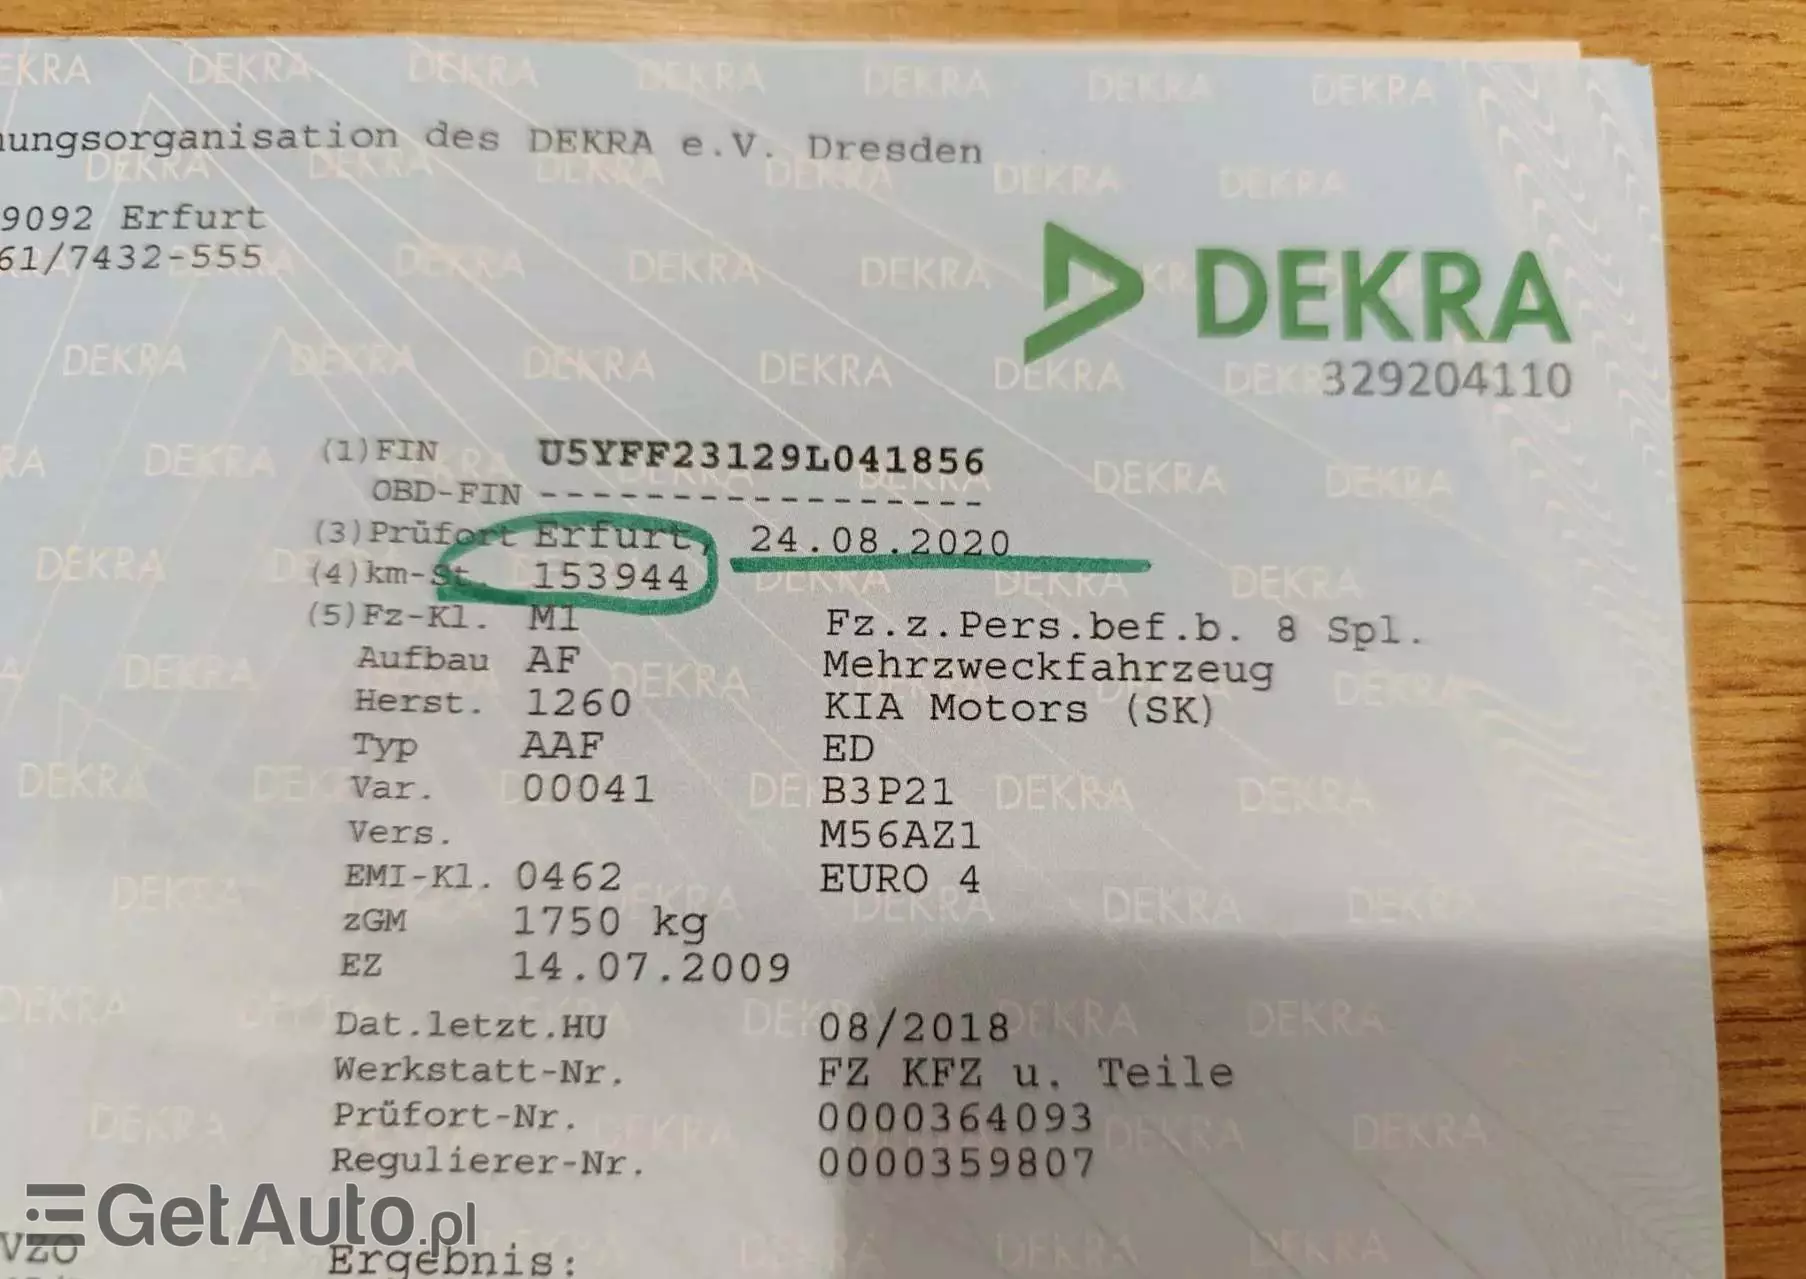 nungsorganisation des DEKRA e.V. Dresden
9092 Erfurt
61/7432-555
DEKRA
329204110
(1)FIN U5YFF23129L041856
OBD-FIN -----------------
(3)Prüfort Erfurt, 24.08.2020
(4)km-St. 153944
(5)Fz-Kl. M1 Fz.z.Pers.bef.b. 8 Spl.
Aufbau AF Mehrzweckfahrzeug
Herst. 1260 KIA Motors (SK)
Typ AAF ED
Var. 00041 B3P21
Vers. M56AZ1
EMI-Kl. 0462 EURO 4
zGM 1750 kg
EZ 14.07.2009
Dat.letzt.HU 08/2018
Werkstatt-Nr. FZ KFZ u. Teile
Prüfort-Nr. 0000364093
Regulierer-Nr. 0000359807
GetAuto.pl
VZO
Ergebnis: